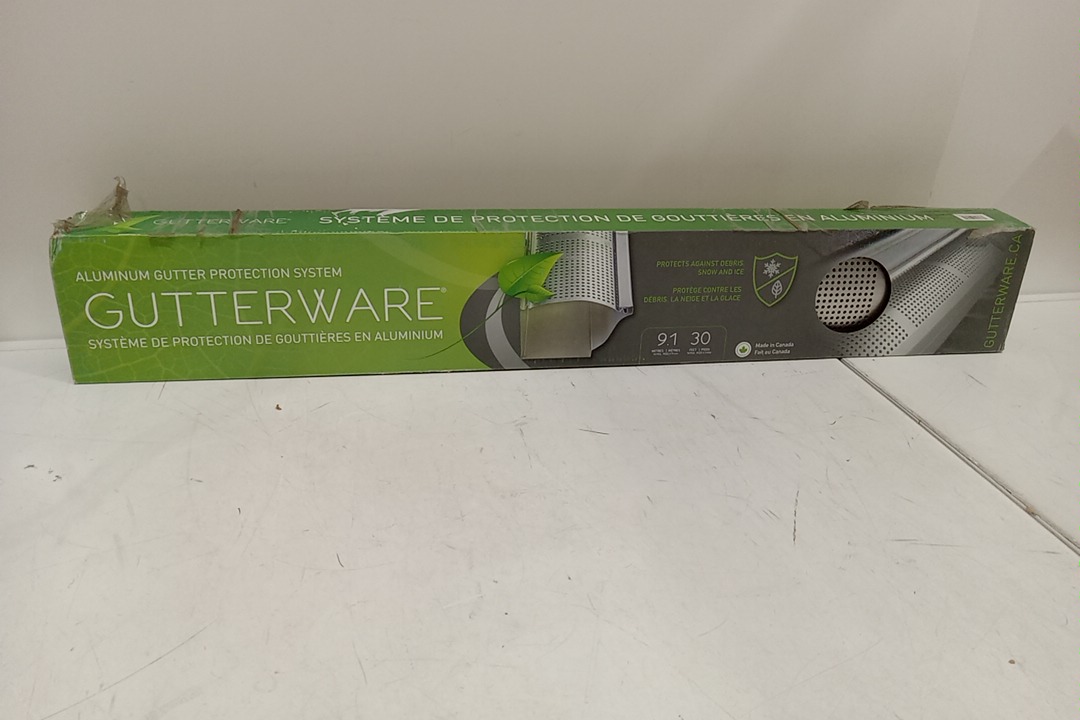 GUTTERWARE
SYSTÈME DE PROTECTION DE GOUTTIÈRES EN ALUMINIUM
ALUMINUM GUTTER PROTECTION SYSTEM
GUTTERWARE®
SYSTÈME DE PROTECTION DE GOUTTIÈRES EN ALUMINIUM
PROTECTS AGAINST DEBRIS
SNOW AND ICE
PROTÈGE CONTRE LES
DÉBRIS, LA NEIGE ET LA GLACE
9.1 30
Made in Canada
Fait au Canada
GUTTERWARE.CA